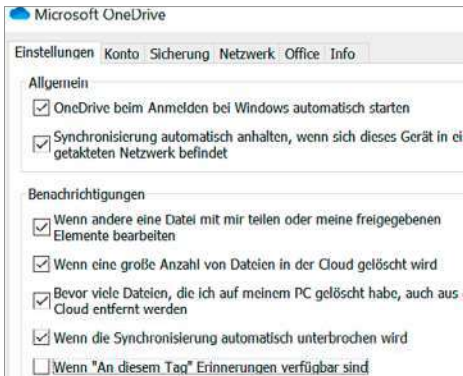 Microsoft OneDrive
Einstellungen Konto Sicherung Netzwerk Office Info
Allgemein
OneDrive beim Anmelden bei Windows automatisch starten
Synchronisierung automatisch anhalten, wenn sich dieses Gerät in ei
getakteten Netzwerk befindet
Benachrichtigungen
Wenn andere eine Datei mit mir teilen oder meine freigegebenen
Elemente bearbeiten
Wenn eine große Anzahl von Dateien in der Cloud gelöscht wird
Bevor viele Dateien, die ich auf meinem PC gelöscht habe, auch aus
Cloud entfernt werden
Wenn die Synchronisierung automatisch unterbrochen wird
Wenn "An diesem Tag" Erinnerungen verfügbar sind